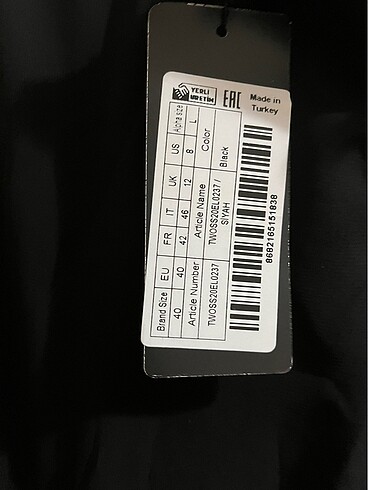 YERLİ
ÜRETİM
EAC
Made in
Turkey
Brand Size EU FR IT UK US Alpha size
40 40 42 46 12 8 L
Article Number Article Name Color
TWOSS20EL0237 TWOSS20EL0237 / SİYAH Black
8682165151838